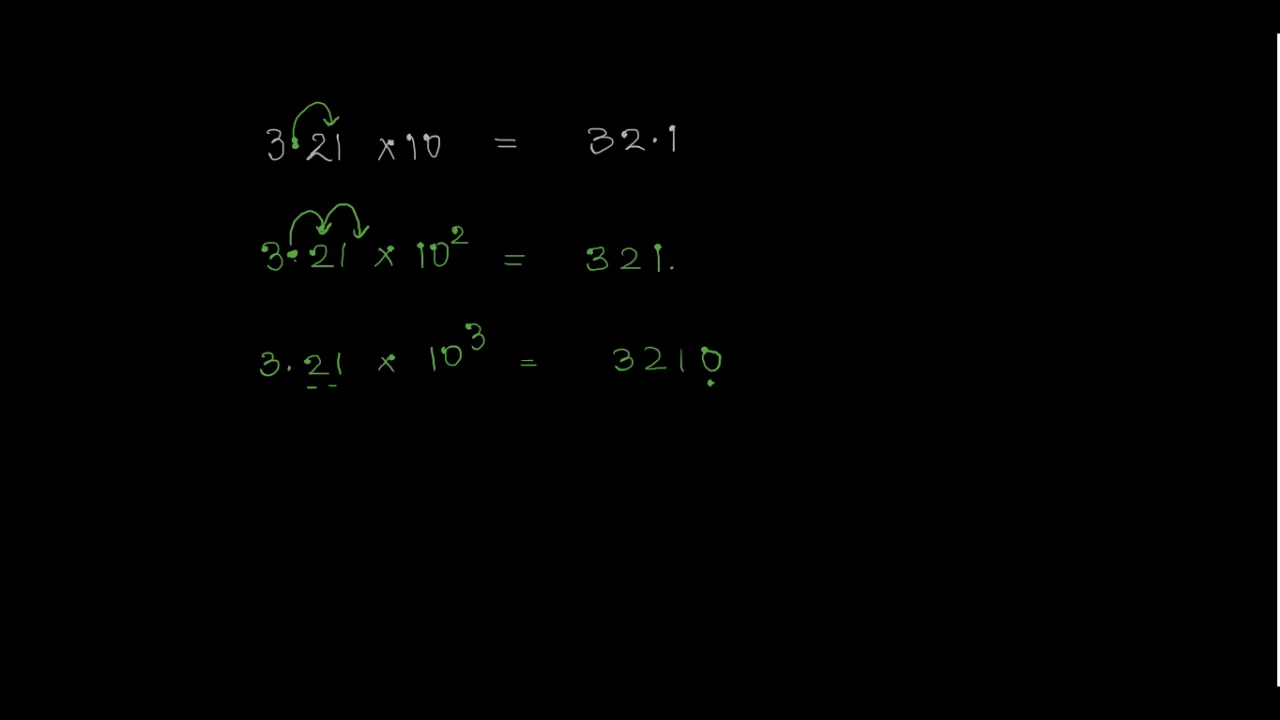 3.21 × 10 = 32.1
3.21 × 10² = 321.
3.21 × 10³ = 3210